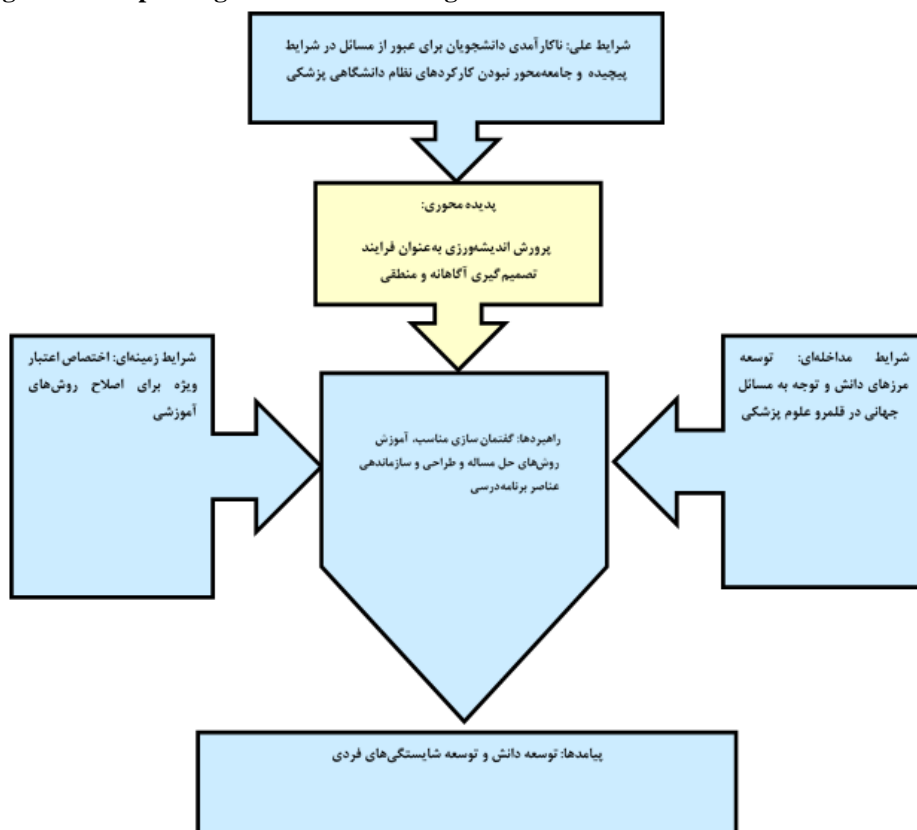 شرایط علی: ناکارآمدی دانشجویان برای عبور از مسائل در شرایط
پیچیده و جامعه‌محور نبودن کارکردهای نظام دانشگاهی پزشکی
پدیده محوری:
پرورش اندیشه‌ورزی به‌عنوان فرایند
تصمیم‌گیری آگاهانه و منطقی
شرایط مداخله‌ای: توسعه
مرزهای دانش و توجه به مسائل
جهانی در قلمرو علوم پزشکی
شرایط زمینه‌ای: اختصاص اعتبار
ویژه برای اصلاح روش‌های
آموزشی
راهبردها: گفتمان سازی مناسب، آموزش
روش‌های حل مساله و طراحی و سازماندهی
عناصر برنامه‌درسی
پیامدها: توسعه دانش و توسعه شایستگی‌های فردی